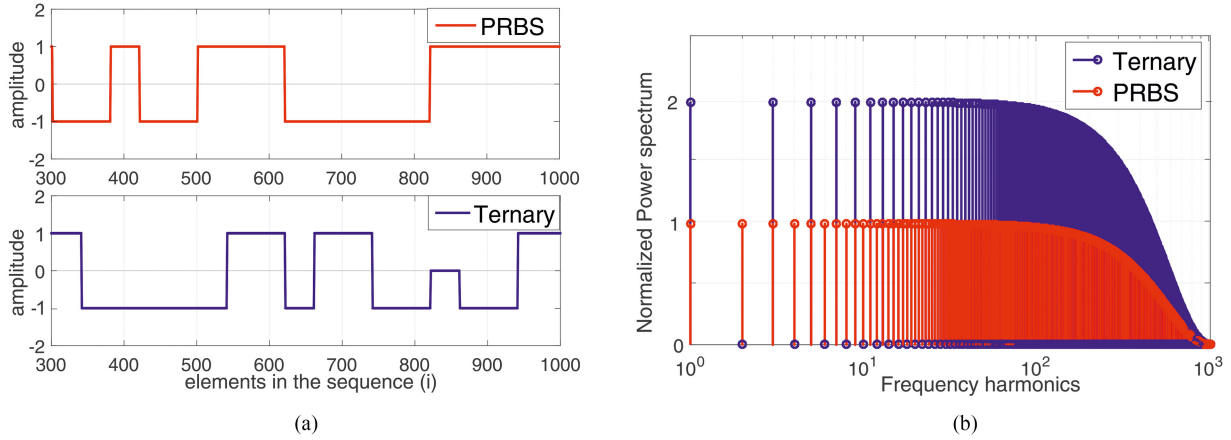 PRBS
amplitude
2
1
0
-1
-2
300 400 500 600 700 800 900 1000
Ternary
amplitude
2
1
0
-1
-2
300 400 500 600 700 800 900 1000
elements in the sequence (i)
(a)
Ternary
PRBS
Normalized Power spectrum
2
1
0
10^0 10^1 10^2 10^3
Frequency harmonics
(b)